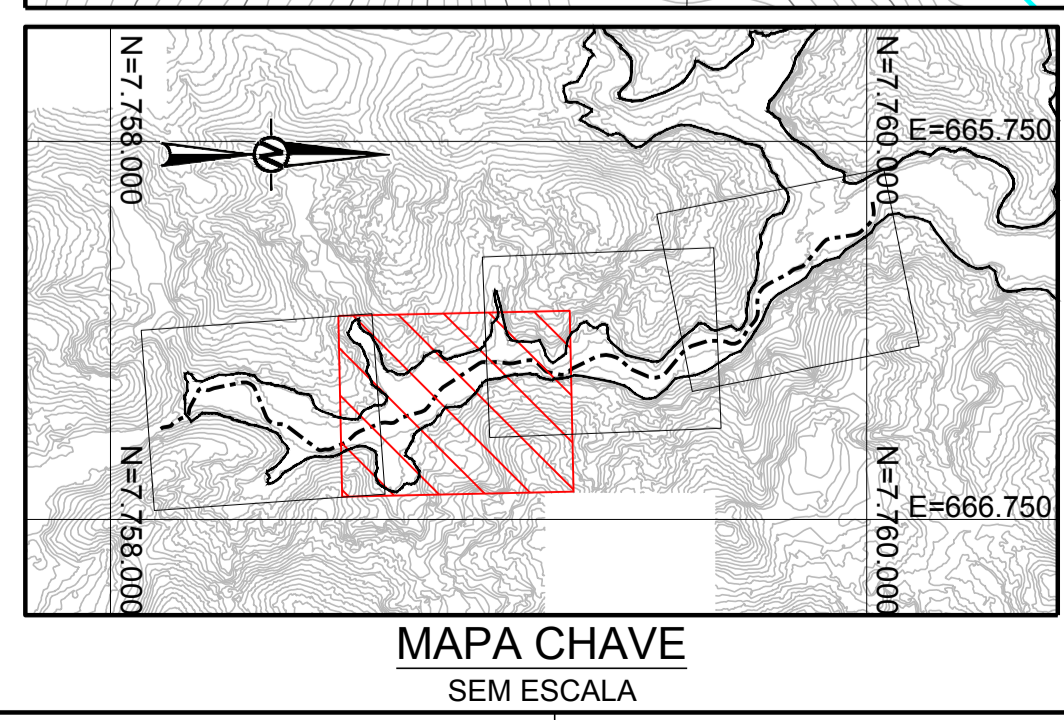 N=7.758.000
N=7.760.000
E=665.750
N
N=7.758.000
N=7.760.000
E=666.750
MAPA CHAVE
SEM ESCALA